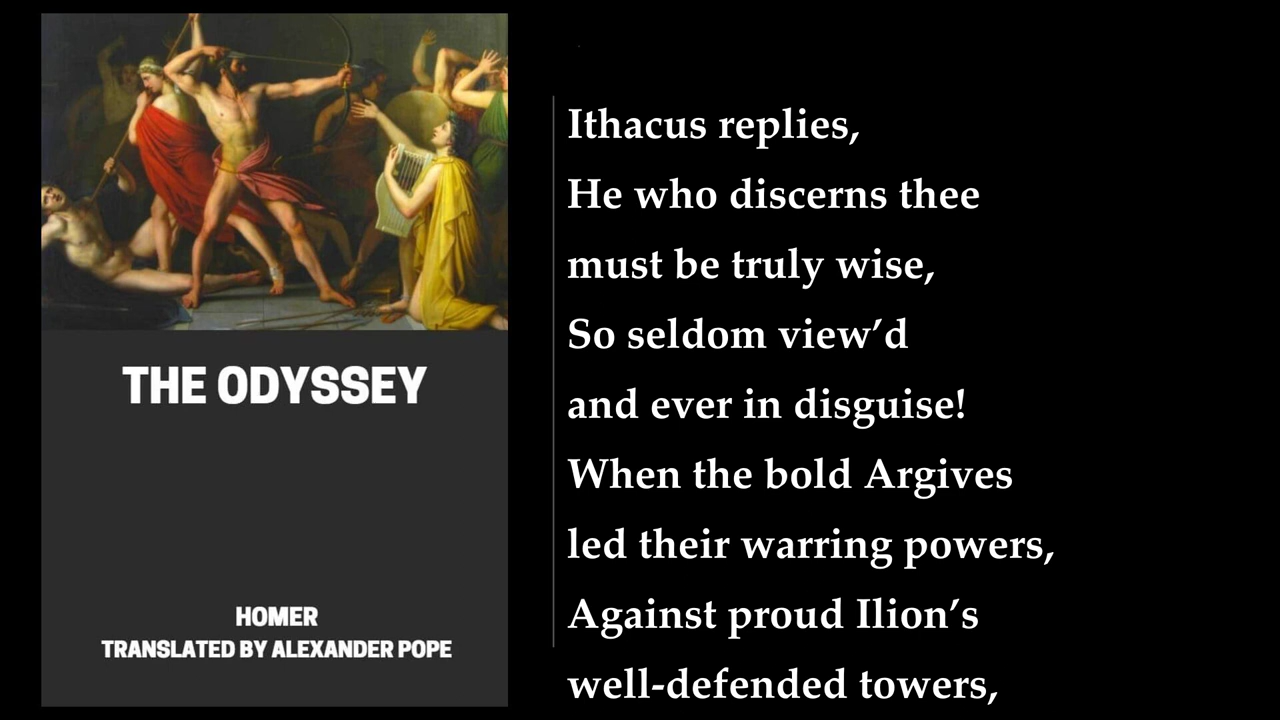 THE ODYSSEY
HOMER
TRANSLATED BY ALEXANDER POPE
Ithacus replies,
He who discerns thee
must be truly wise,
So seldom view’d
and ever in disguise!
When the bold Argives
led their warring powers,
Against proud Ilion’s
well-defended towers,